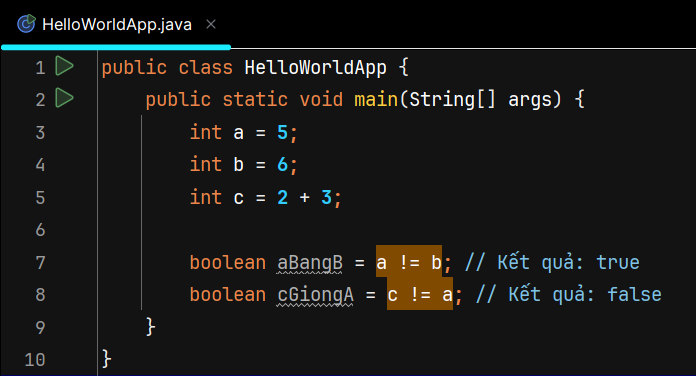 HelloWorldApp.java ×
1 public class HelloWorldApp {
2 public static void main(String[] args) {
3 int a = 5;
4 int b = 6;
5 int c = 2 + 3;
6
7 boolean aBangB = a != b; // Kết quả: true
8 boolean cGiongA = c != a; // Kết quả: false
9 }
10 }